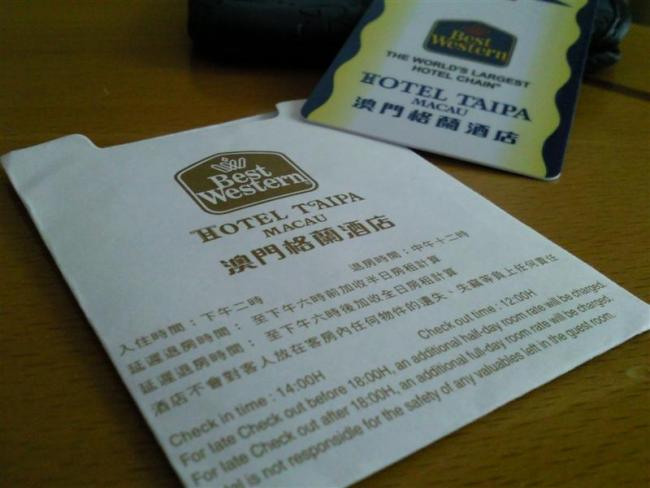 Best
Western
THE WORLD'S LARGEST
HOTEL CHAIN™
HOTEL TAIPA
MACAU
澳門格蘭酒店
Best
Western
HOTEL TAIPA
MACAU
澳門格蘭酒店
入住時間：下午二時 退房時間：中午十二時
延遲退房時間：至下午六時前加收半日房租計算
延遲退房時間：至下午六時後加收全日房租計算
酒店不會對客人放在客房內任何物件的遺失、失竊等負上任何責任
Check in time : 14:00H Check out time : 12:00H
For late Check out before 18:00H, an additional half-day room rate will be charged.
For late Check out after 18:00H, an additional full-day room rate will be charged.
is not responsible for the safety of any valuables left in the guest room.